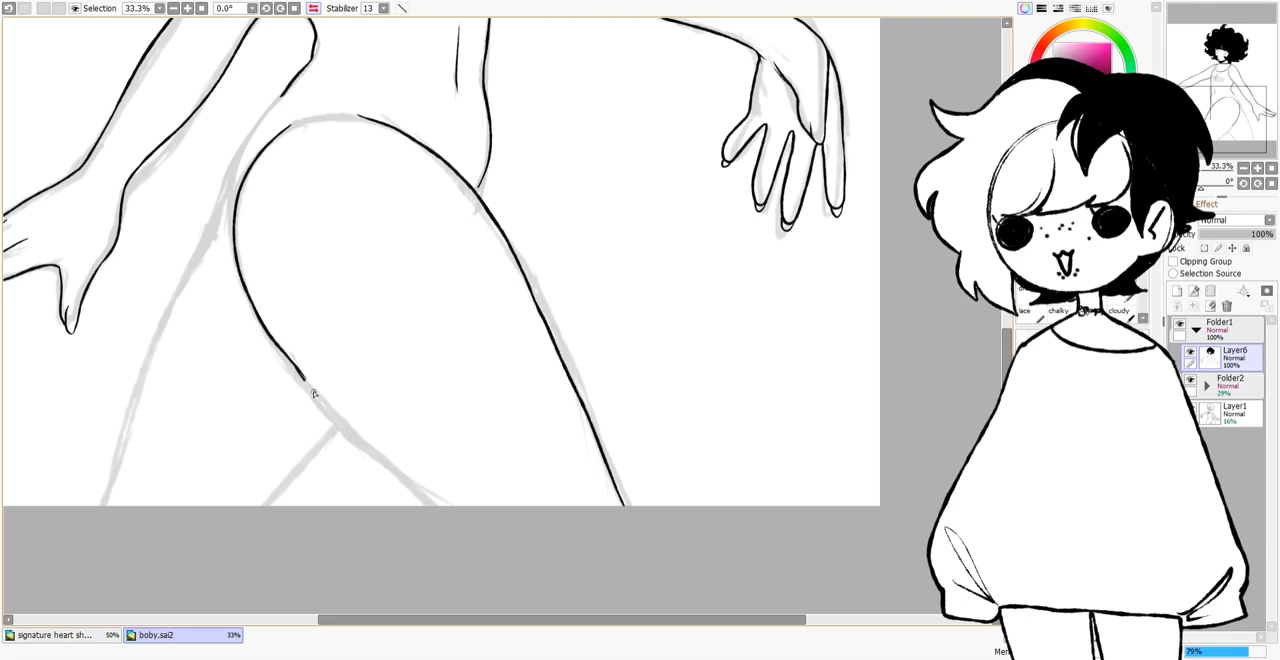 Selection 33.3% 0.0° Stabilizer 13
33.3%
0°
Effect
Normal
100%
Clipping Group
Selection Source
lace chalky cloudy
Folder1
Normal
100%
Layer6
Normal
100%
Folder2
Normal
29%
Layer1
Normal
16%
signature heart sh... 50% boby.sai2 33%
79%